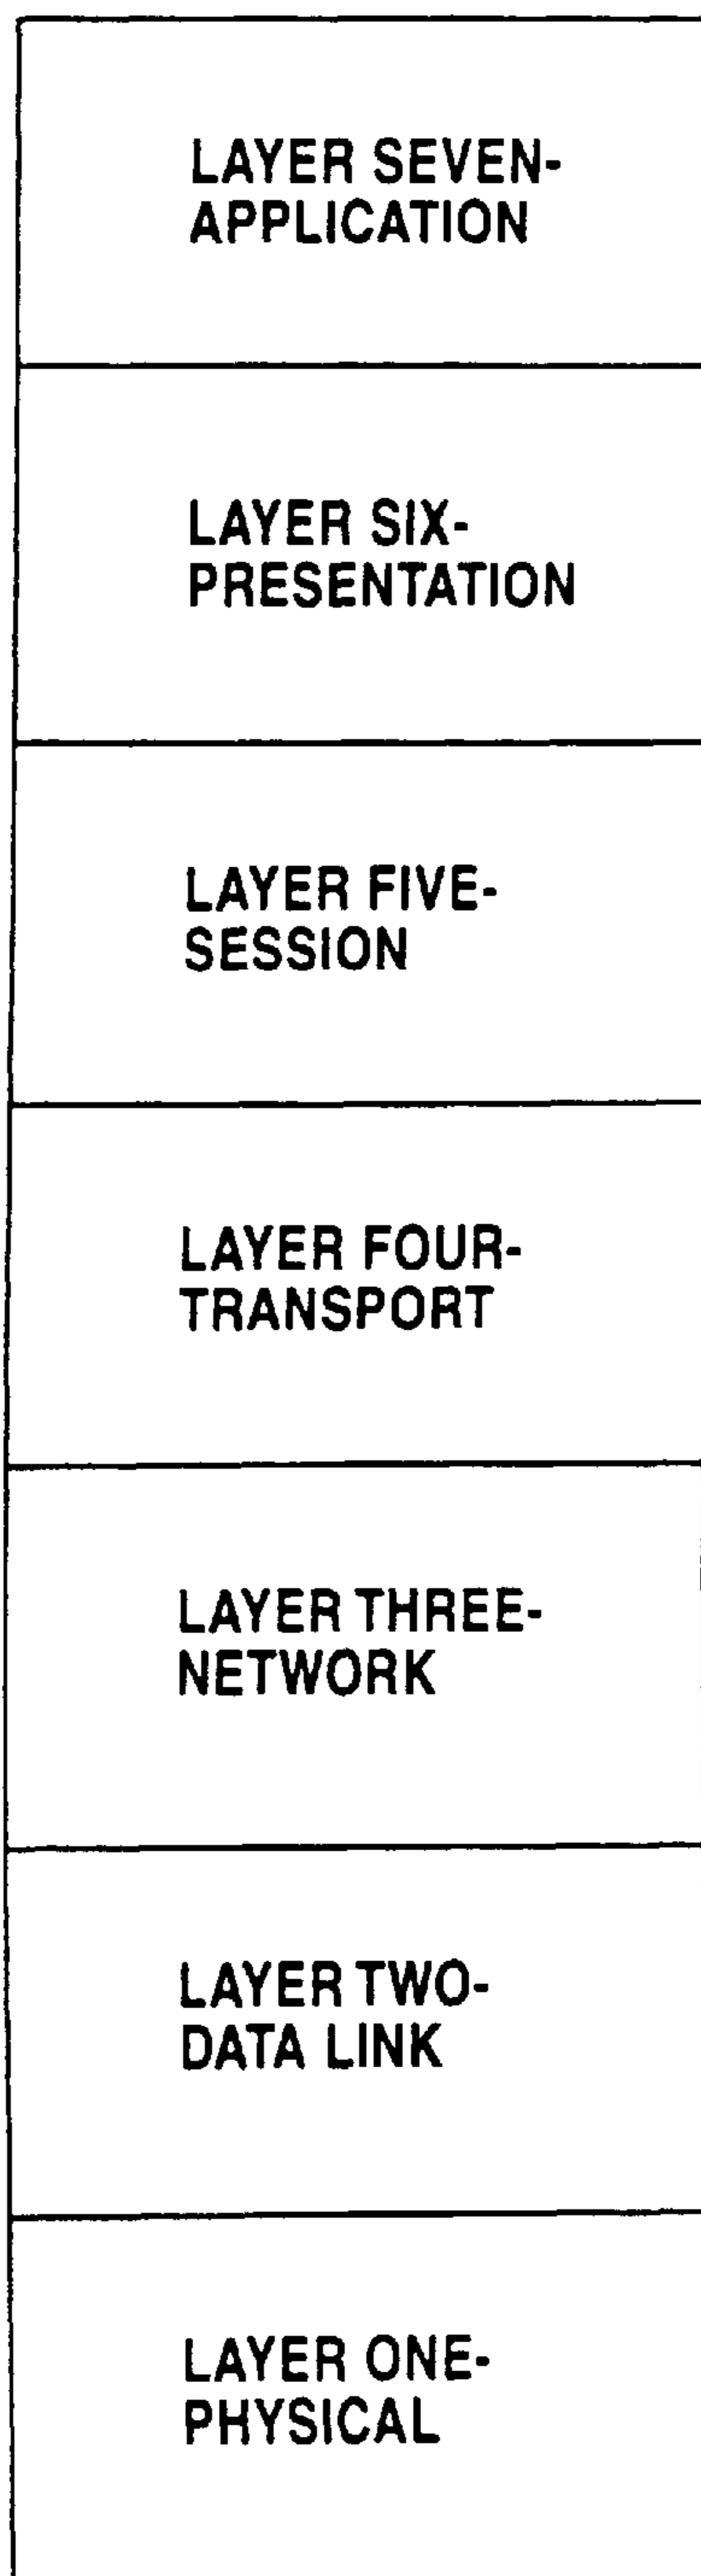 LAYER SEVEN-
APPLICATION
LAYER SIX-
PRESENTATION
LAYER FIVE-
SESSION
LAYER FOUR-
TRANSPORT
LAYER THREE-
NETWORK
LAYER TWO-
DATA LINK
LAYER ONE-
PHYSICAL